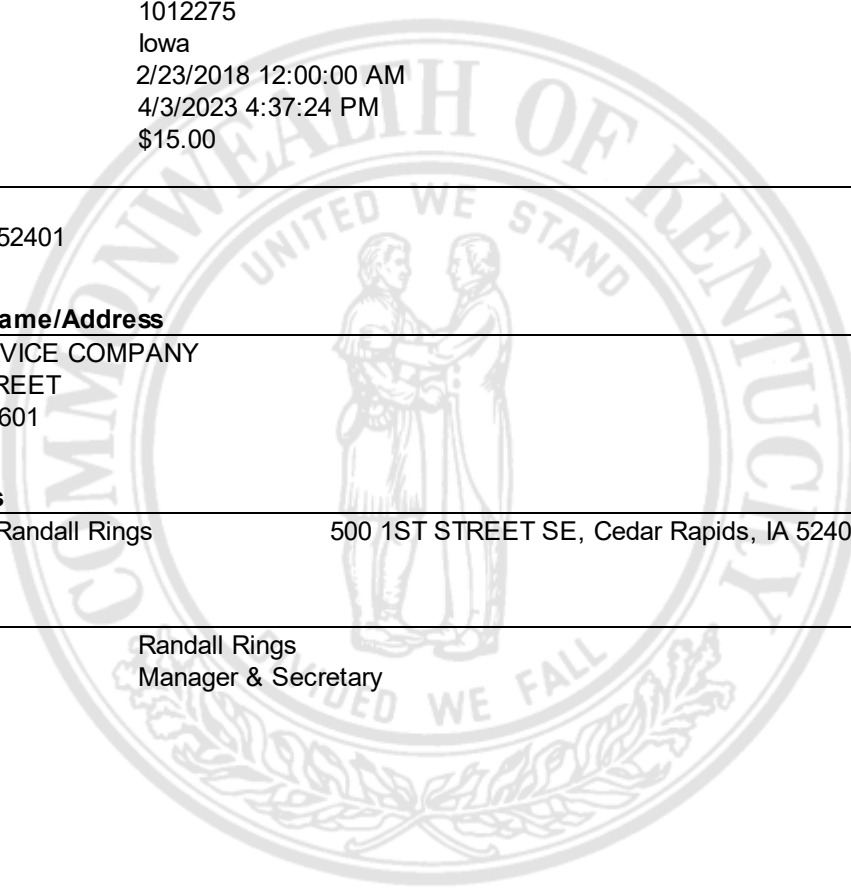 1012275
Iowa
2/23/2018 12:00:00 AM
4/3/2023 4:37:24 PM
$15.00
52401
ame/Address
VICE COMPANY
REET
601
s
Randall Rings 500 1ST STREET SE, Cedar Rapids, IA 5240
Randall Rings
Manager & Secretary
COMMONWEALTH OF KENTUCKY
UNITED WE STAND
DIVIDED WE FALL